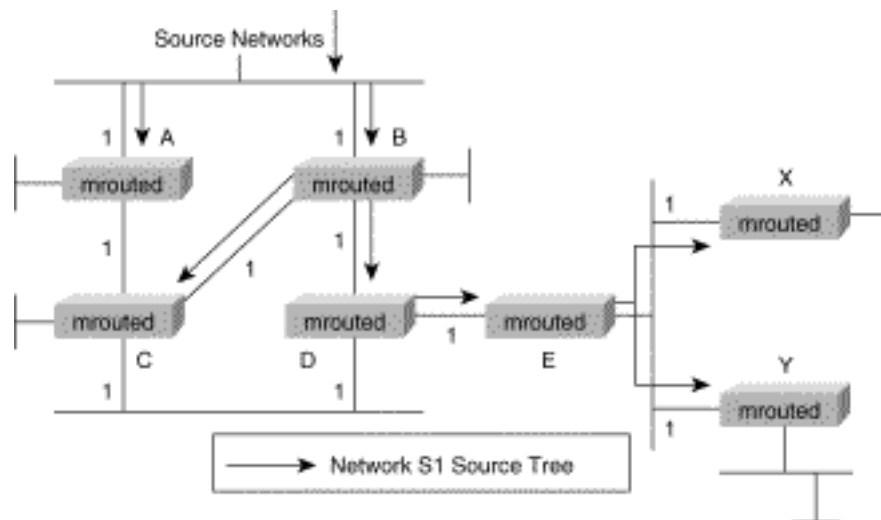 Source Networks
1 A 1 B
mrouted mrouted
X
1
mrouted
1 1
1
mrouted mrouted mrouted
1
C D E
Y
1 1
mrouted
1
Network S1 Source Tree